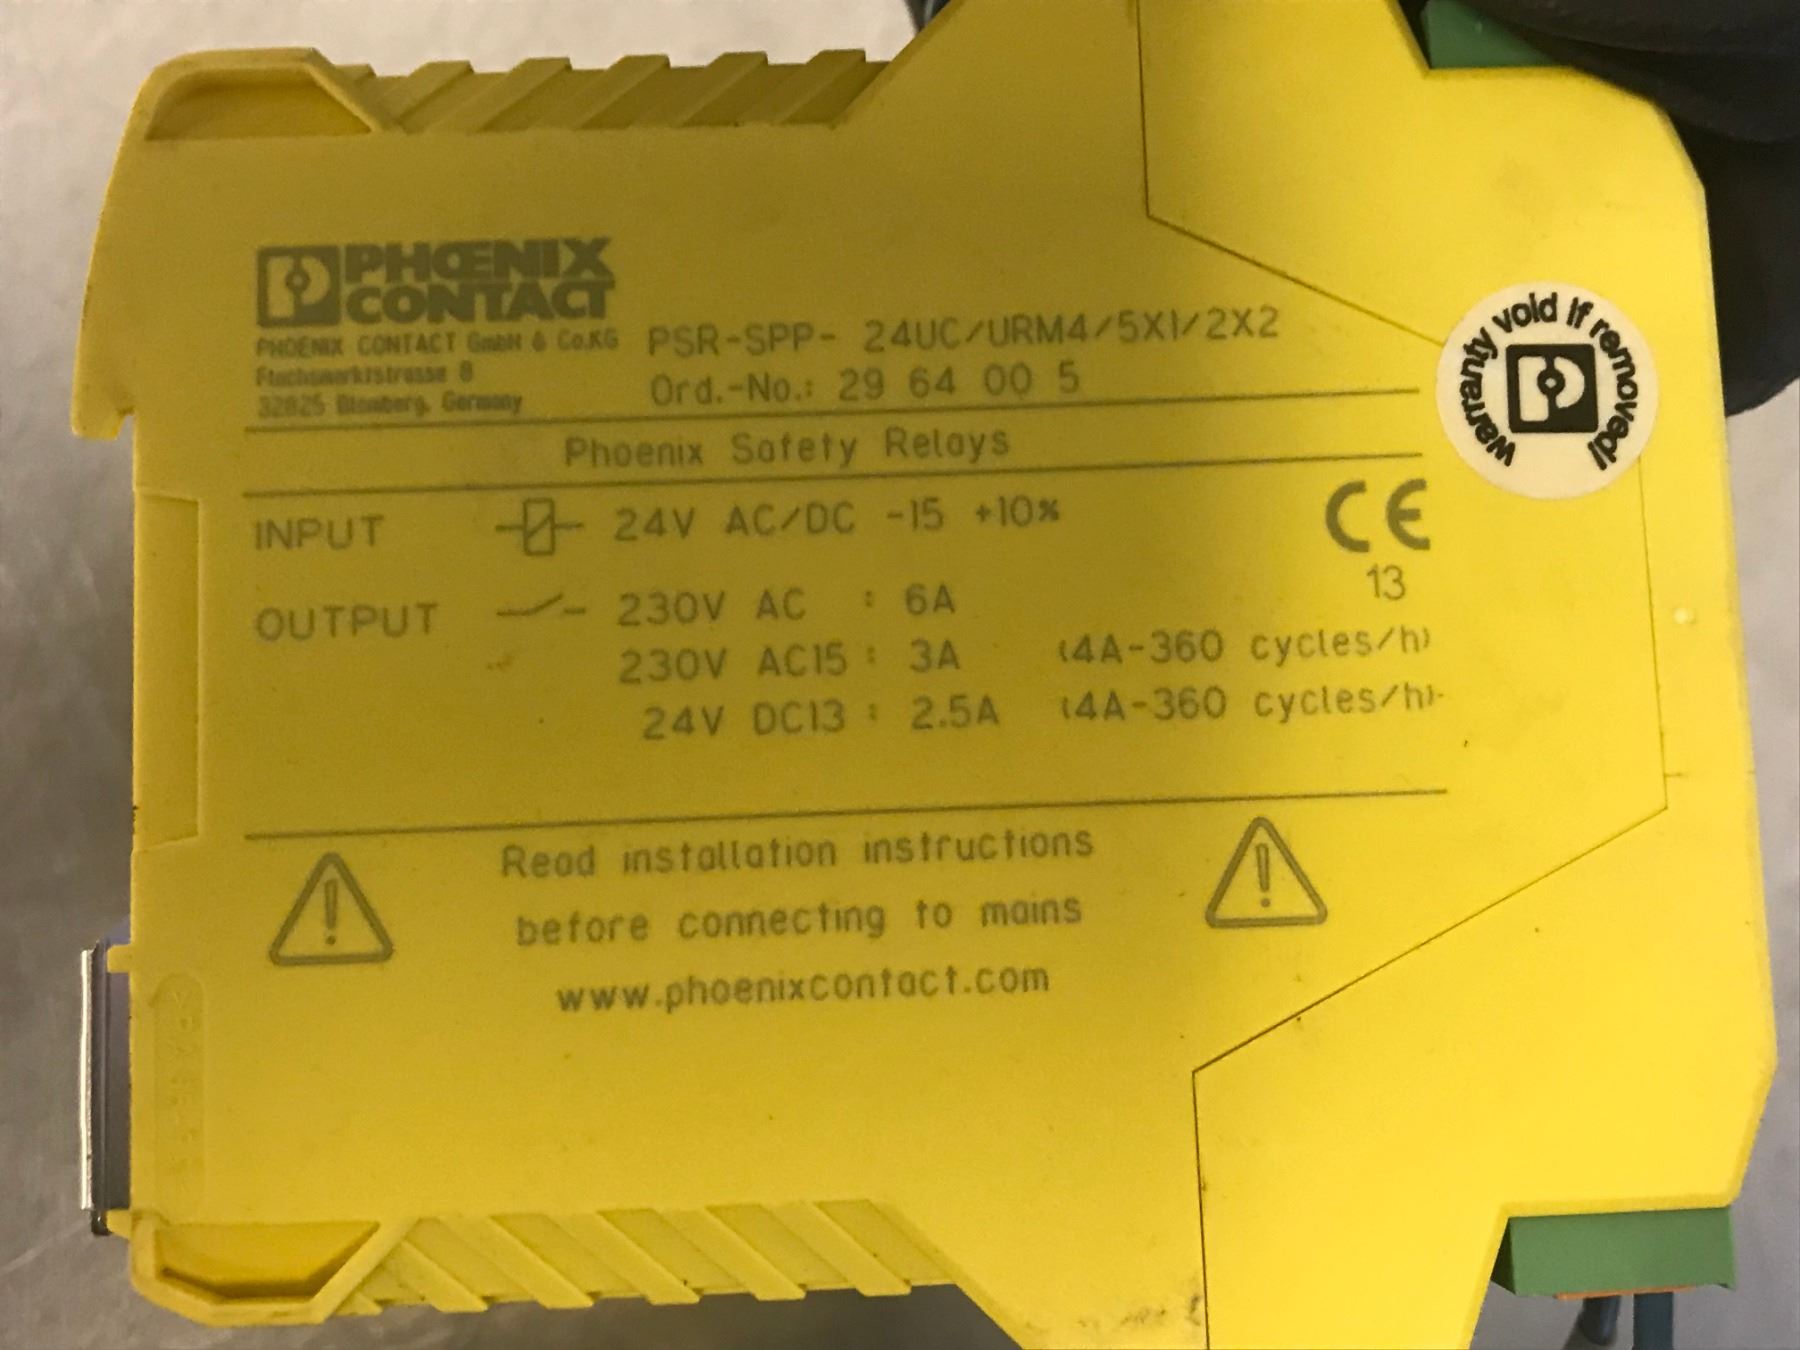 PHOENIX
CONTACT
PHOENIX CONTACT GmbH & Co.KG
Flachsmarktstrasse 8
32825 Blomberg, Germany
PSR-SPP- 24UC/URM4/5X1/2X2
Ord.-No.: 29 64 00 5
Warranty void if removed!
Phoenix Safety Relays
INPUT 24V AC/DC -15 +10%
CE
13
OUTPUT 230V AC : 6A
230V AC15 : 3A (4A-360 cycles/h)
24V DC13 : 2.5A (4A-360 cycles/h)
Read installation instructions
before connecting to mains
www.phoenixcontact.com